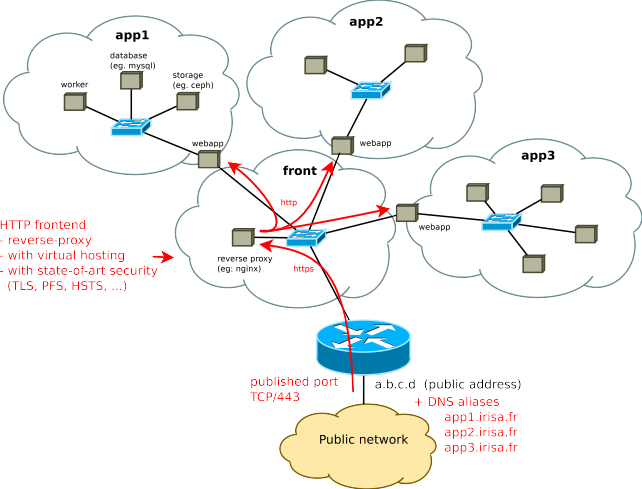 app1
app2
database
(eg. mysql)
worker
storage
(eg. ceph)
webapp
webapp
app3
front
http
webapp
HTTP frontend
- reverse-proxy
- with virtual hosting
- with state-of-art security
(TLS, PFS, HSTS, ...)
reverse proxy
(eg: nginx)
https
published port
TCP/443
a.b.c.d (public address)
+ DNS aliases
app1.irisa.fr
app2.irisa.fr
app3.irisa.fr
Public network